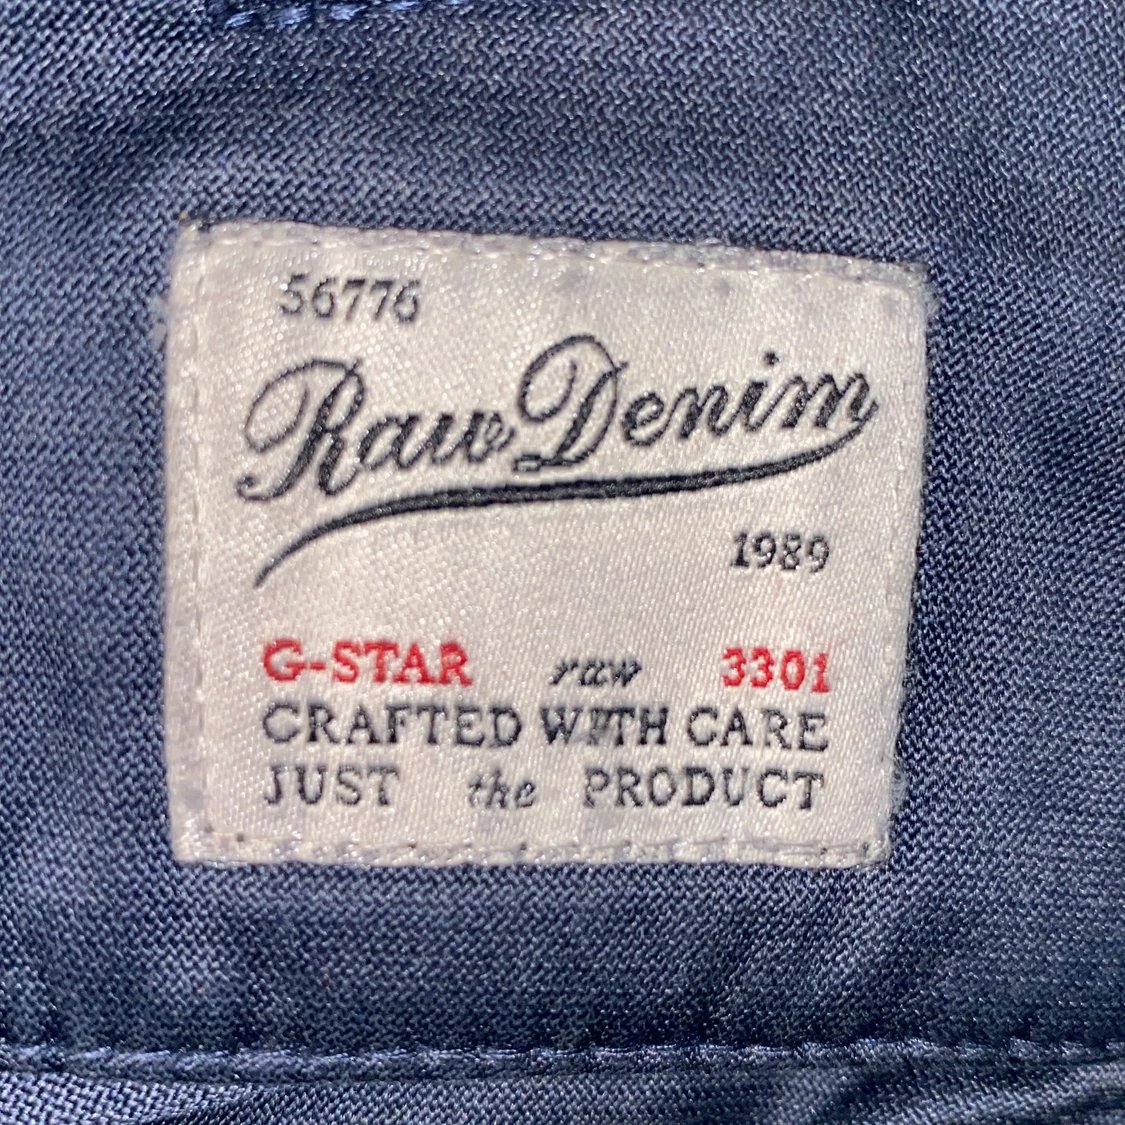 56776
Raw Denim
1989
G-STAR raw 3301
CRAFTED WITH CARE
JUST the PRODUCT